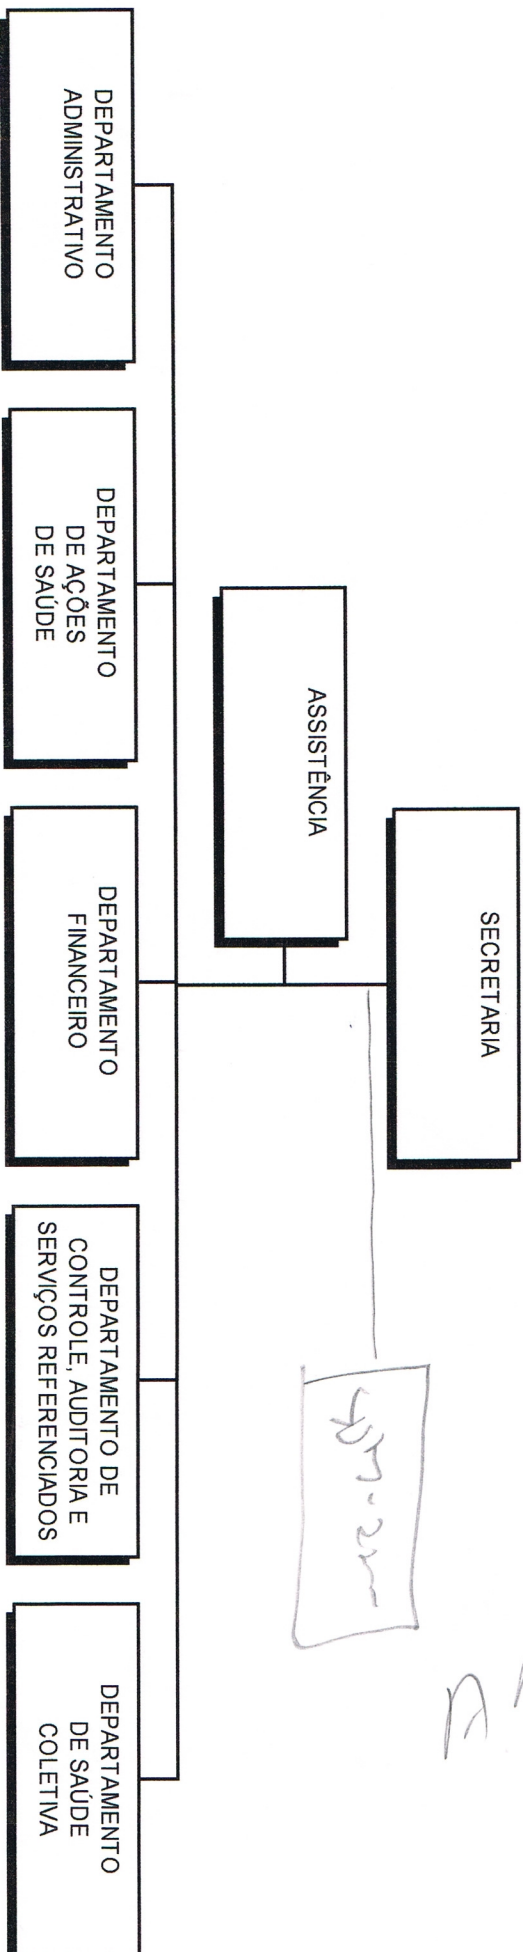 SECRETARIA
ASSISTÊNCIA
DEPARTAMENTO
ADMINISTRATIVO
DEPARTAMENTO
DE AÇÕES
DE SAÚDE
DEPARTAMENTO
FINANCEIRO
DEPARTAMENTO DE
CONTROLE, AUDITORIA E
SERVIÇOS REFERENCIADOS
DEPARTAMENTO
DE SAÚDE
COLETIVA